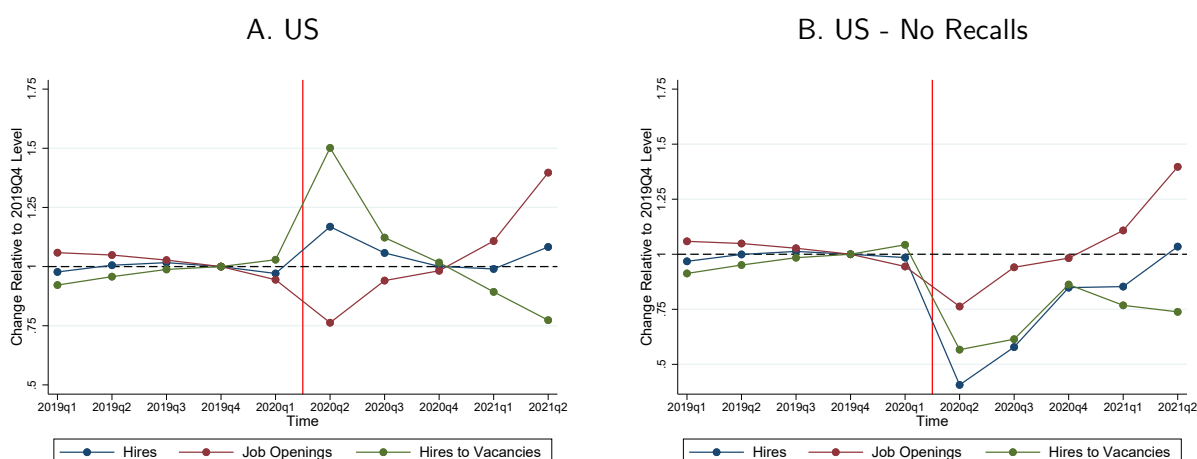 A. US
Change Relative to 2019Q4 Level
1.75
1.5
1.25
1
.75
.5
2019q1 2019q2 2019q3 2019q4 2020q1 2020q2 2020q3 2020q4 2021q1 2021q2
Time
Hires Job Openings Hires to Vacancies
B. US - No Recalls
Change Relative to 2019Q4 Level
1.75
1.5
1.25
1
.75
.5
2019q1 2019q2 2019q3 2019q4 2020q1 2020q2 2020q3 2020q4 2021q1 2021q2
Time
Hires Job Openings Hires to Vacancies